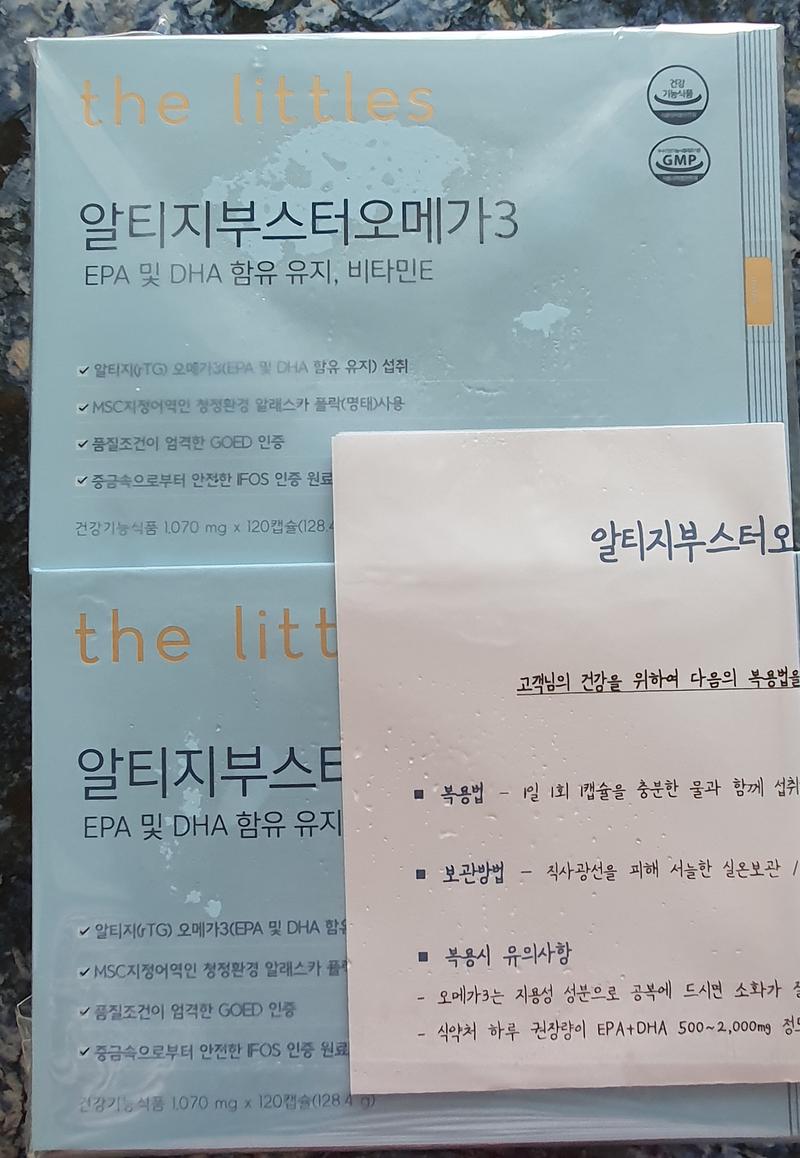 the littles
건강
기능식품
GMP
알티지부스터오메가3
EPA 및 DHA 함유 유지, 비타민E
✓ 알티지(rTG) 오메가3(EPA 및 DHA 함유 유지) 섭취
✓ MSC지정어역인 청정환경 알래스카 폴락(명태)사용
✓ 품질조건이 엄격한 GOED 인증
✓ 중금속으로부터 안전한 IFOS 인증 원료
건강기능식품 1,070 mg x 120캡슐(128.4
the litt
알티지부스터
EPA 및 DHA 함유 유지
✓ 알티지(rTG) 오메가3(EPA 및 DHA 함유
✓ MSC지정어역인 청정환경 알래스카 폴
✓ 품질조건이 엄격한 GOED 인증
✓ 중금속으로부터 안전한 IFOS 인증 원료
건강기능식품 1,070 mg x 120캡슐(128.4 g)
알티지부스터오
고객님의 건강을 위하여 다음의 복용법을
■ 복용법 - 1일 1회 1캡슐을 충분한 물과 함께 섭취
■ 보관방법 - 직사광선을 피해 서늘한 실온보관 /
■ 복용시 유의사항
- 오메가3는 지용성 성분으로 공복에 드시면 소화가 잘
- 식약처 하루 권장량이 EPA+DHA 500~2,000mg 정도